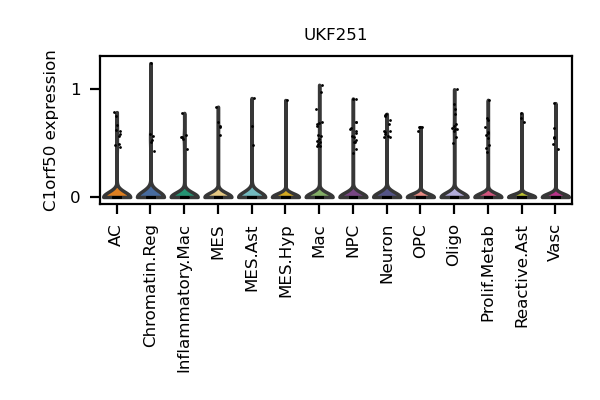 UKF251
C1orf50 expression
1
0
AC
Chromatin.Reg
Inflammatory.Mac
MES
MES.Ast
MES.Hyp
Mac
NPC
Neuron
OPC
Oligo
Prolif.Metab
Reactive.Ast
Vasc